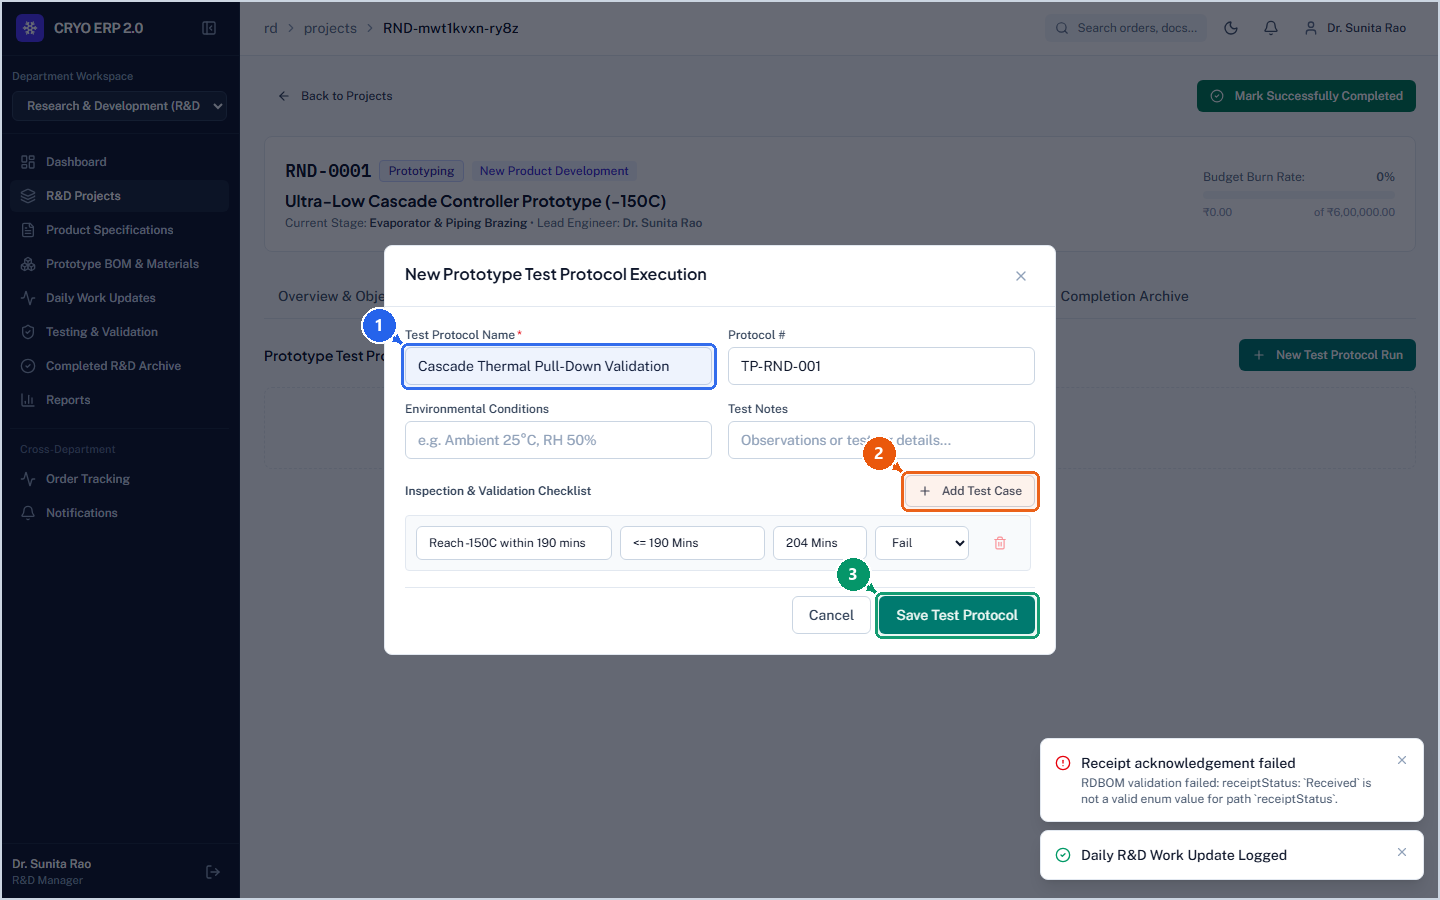 CRYO ERP 2.0
rd > projects > RND-mwt1kvxn-ry8z
Search orders, docs...
Dr. Sunita Rao
Department Workspace
Research & Development (R&D
Dashboard
R&D Projects
Product Specifications
Prototype BOM & Materials
Daily Work Updates
Testing & Validation
Completed R&D Archive
Reports
Cross-Department
Order Tracking
Notifications
Dr. Sunita Rao
R&D Manager
Back to Projects
Mark Successfully Completed
RND-0001 Prototyping New Product Development
Ultra-Low Cascade Controller Prototype (-150C)
Current Stage: Evaporator & Piping Brazing • Lead Engineer: Dr. Sunita Rao
Budget Burn Rate: 0%
₹0.00 of ₹6,00,000.00
Overview & Obje
Completion Archive
Prototype Test Pro
New Test Protocol Run
New Prototype Test Protocol Execution
1
Test Protocol Name *
Protocol #
Cascade Thermal Pull-Down Validation
TP-RND-001
Environmental Conditions
Test Notes
e.g. Ambient 25°C, RH 50%
Observations or tes details...
2
Inspection & Validation Checklist
Add Test Case
Reach -150C within 190 mins
<= 190 Mins
204 Mins
Fail
3
Cancel
Save Test Protocol
Receipt acknowledgement failed
RDBOM validation failed: receiptStatus: `Received` is
not a valid enum value for path `receiptStatus`.
Daily R&D Work Update Logged